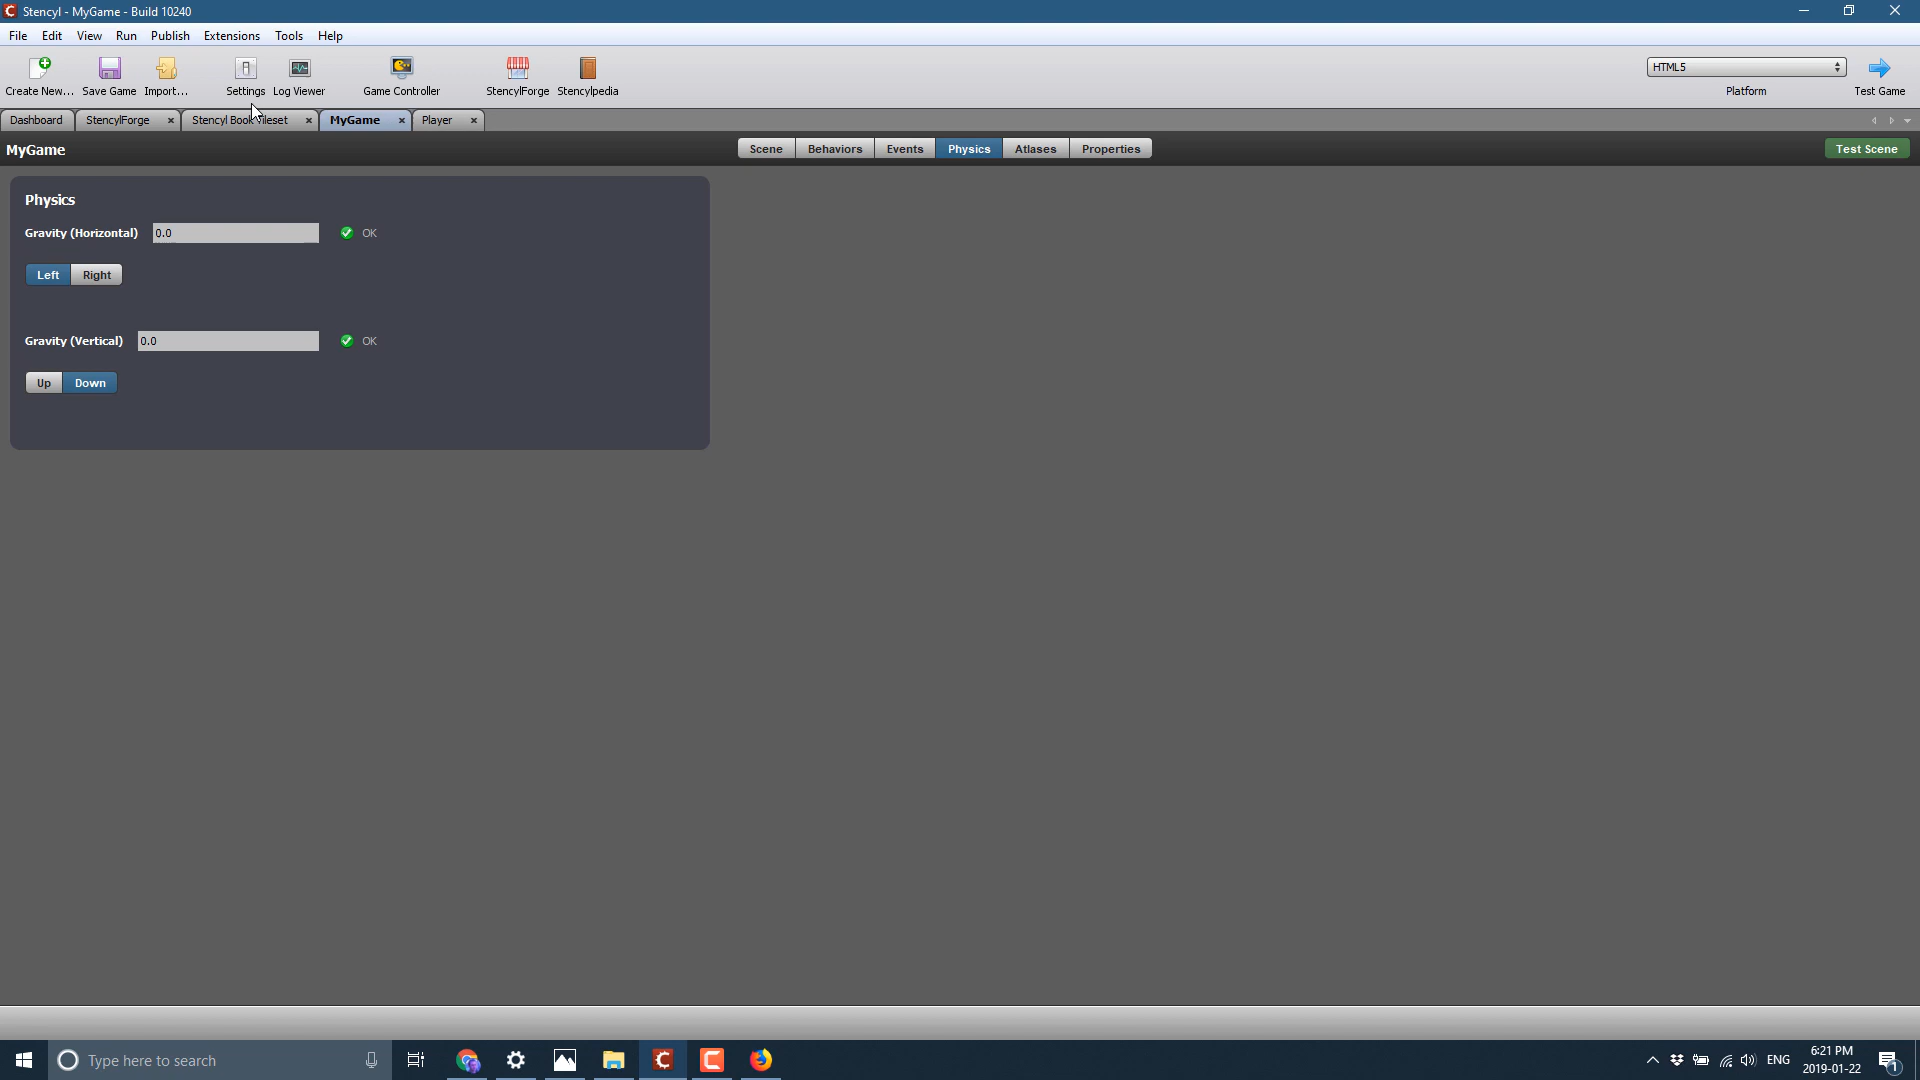 Stencyl - MyGame - Build 10240
File Edit View Run Publish Extensions Tools Help
Create New... Save Game Import... Settings Log Viewer Game Controller StencylForge Stencylpedia
HTML5
Platform
Test Game
Dashboard StencylForge Stencyl Book Tileset MyGame Player
MyGame
Scene Behaviors Events Physics Atlases Properties
Test Scene
Physics
Gravity (Horizontal) 0.0 OK
Left Right
Gravity (Vertical) 0.0 OK
Up Down
Type here to search
ENG
6:21 PM
2019-01-22
1